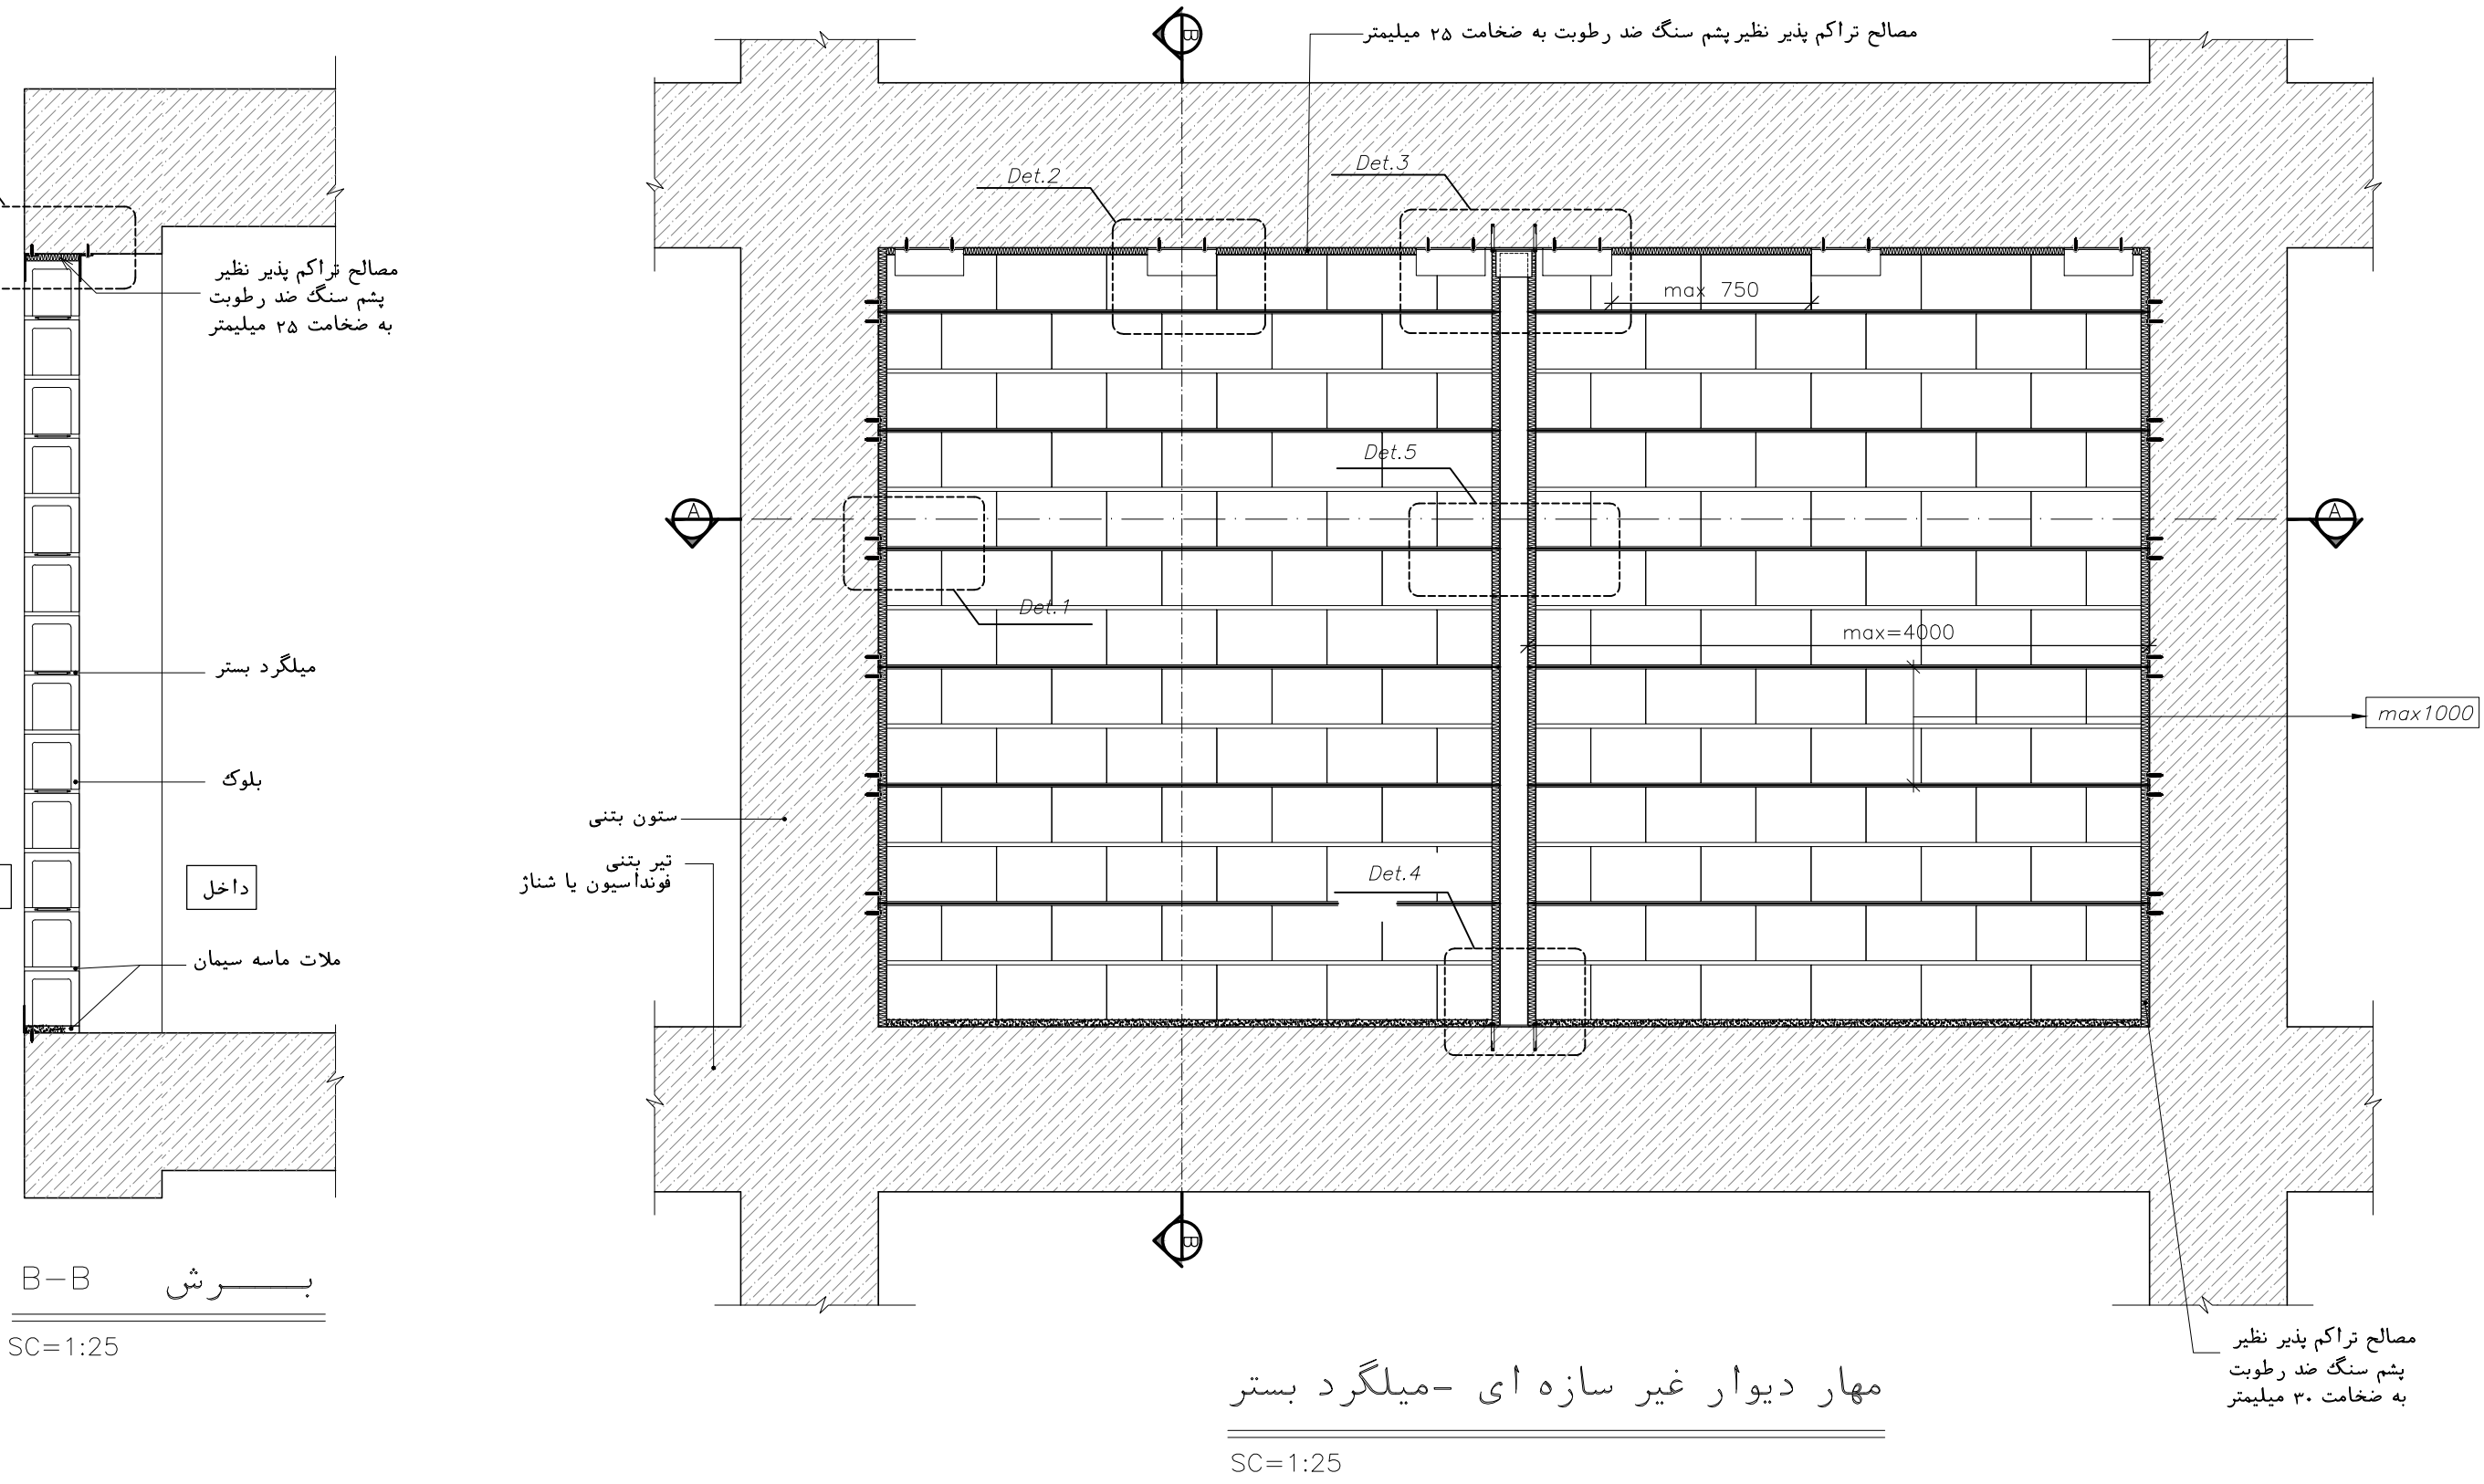 مصالح تراکم پذیر نظیر
پشم سنگ ضد رطوبت
به ضخامت ۲۵ میلیمتر
میلگرد بستر
بلوک
داخل
ملات ماسه سیمان
B-B برش
SC=1:25
B
مصالح تراکم پذیر نظیر پشم سنگ ضد رطوبت به ضخامت ۲۵ میلیمتر
Det.2
Det.3
max 750
Det.5
A
A
Det.1
max=4000
max1000
ستون بتنی
تیر بتنی
فونداسیون یا شناژ
Det.4
B
مصالح تراکم پذیر نظیر
پشم سنگ ضد رطوبت
به ضخامت ۳۰ میلیمتر
مهار دیوار غیر سازه ای -میلگرد بستر
SC=1:25